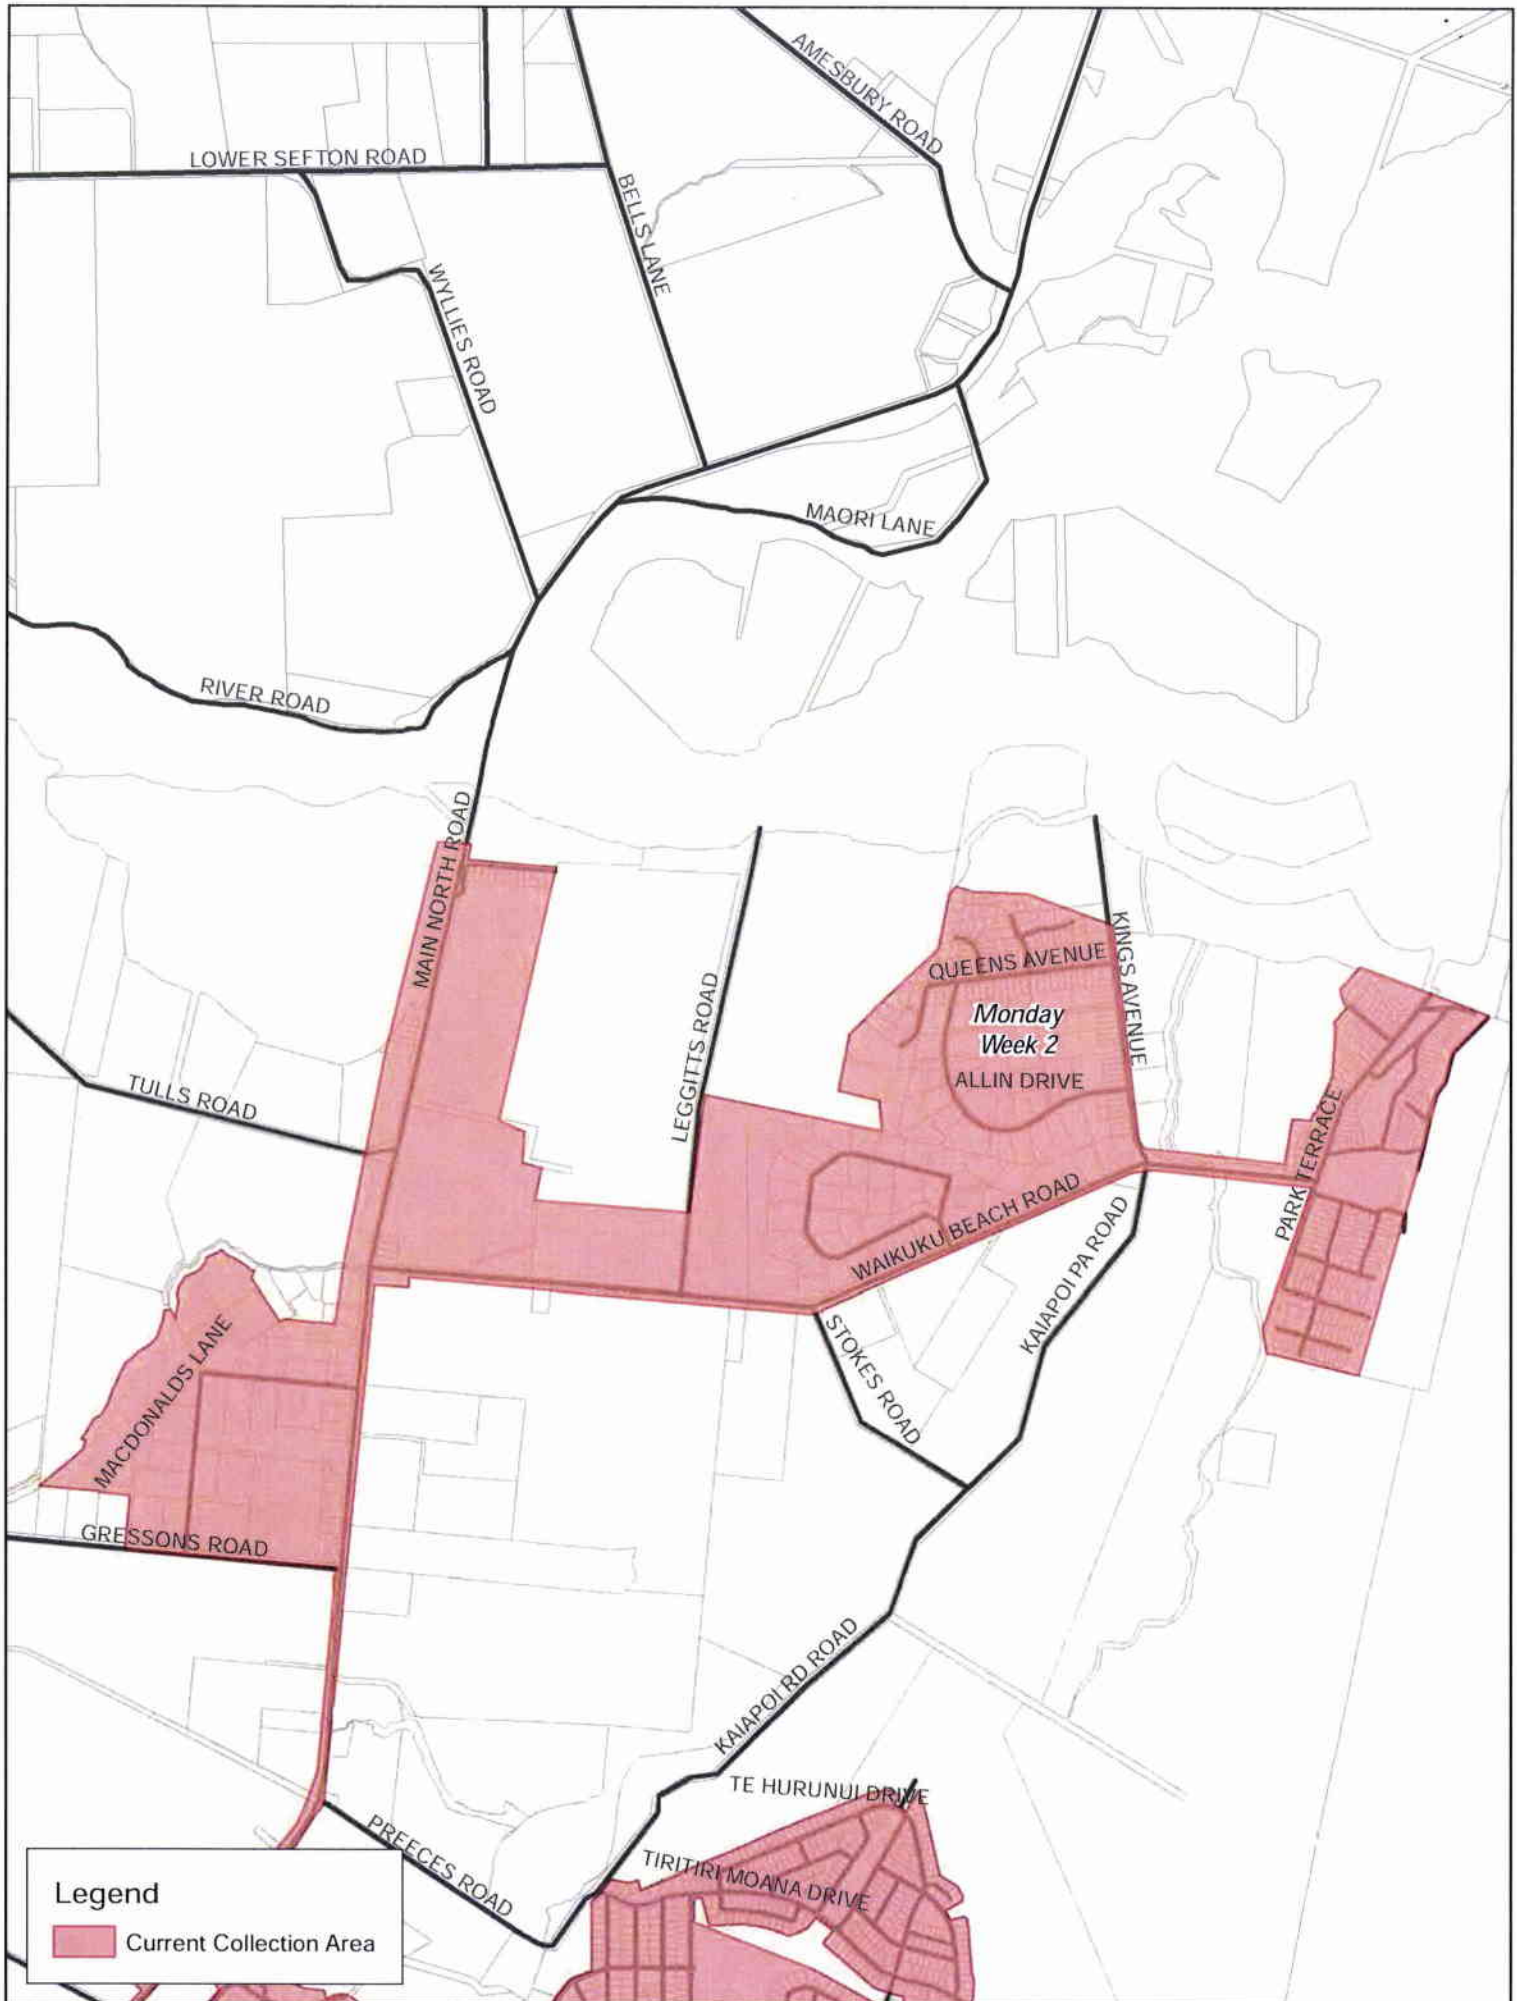 AMESBURY ROAD
LOWER SEFTON ROAD
BELLS LANE
WYLLIES ROAD
MAORI LANE
RIVER ROAD
MAIN NORTH ROAD
KINGS AVENUE
QUEENS AVENUE
LEGGITTS ROAD
Monday
Week 2
ALLIN DRIVE
TULLS ROAD
PARK TERRACE
WAIKUKU BEACH ROAD
KAIAPOI PA ROAD
MACDONALDS LANE
STOKES ROAD
GRESSONS ROAD
KAIAPOI RD ROAD
TE HURUNUI DRIVE
PREECES ROAD
TIRITIRI MOANA DRIVE
Legend
Current Collection Area